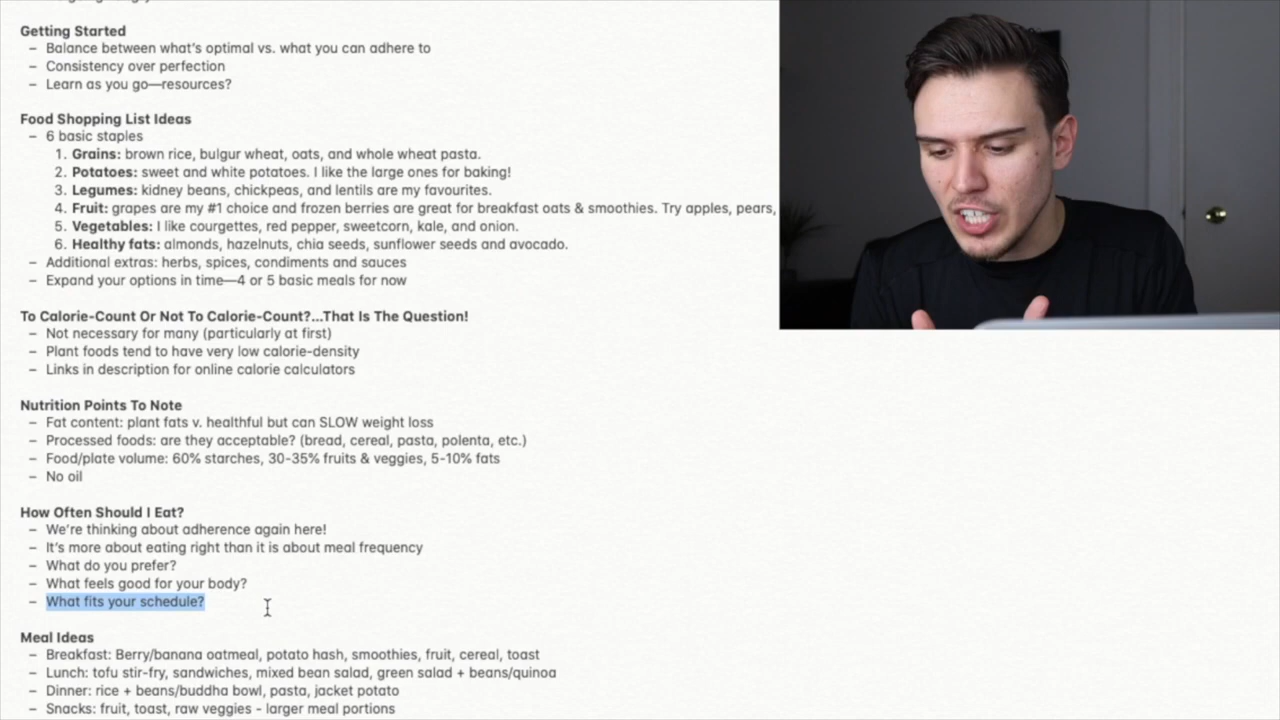 Getting Started
– Balance between what's optimal vs. what you can adhere to
– Consistency over perfection
– Learn as you go—resources?
Food Shopping List Ideas
– 6 basic staples
1. Grains: brown rice, bulgur wheat, oats, and whole wheat pasta.
2. Potatoes: sweet and white potatoes. I like the large ones for baking!
3. Legumes: kidney beans, chickpeas, and lentils are my favourites.
4. Fruit: grapes are my #1 choice and frozen berries are great for breakfast oats & smoothies. Try apples, pears,
5. Vegetables: I like courgettes, red pepper, sweetcorn, kale, and onion.
6. Healthy fats: almonds, hazelnuts, chia seeds, sunflower seeds and avocado.
– Additional extras: herbs, spices, condiments and sauces
– Expand your options in time—4 or 5 basic meals for now
To Calorie-Count Or Not To Calorie-Count?...That Is The Question!
– Not necessary for many (particularly at first)
– Plant foods tend to have very low calorie-density
– Links in description for online calorie calculators
Nutrition Points To Note
– Fat content: plant fats v. healthful but can SLOW weight loss
– Processed foods: are they acceptable? (bread, cereal, pasta, polenta, etc.)
– Food/plate volume: 60% starches, 30-35% fruits & veggies, 5-10% fats
– No oil
How Often Should I Eat?
– We're thinking about adherence again here!
– It's more about eating right than it is about meal frequency
– What do you prefer?
– What feels good for your body?
– What fits your schedule?
Meal Ideas
– Breakfast: Berry/banana oatmeal, potato hash, smoothies, fruit, cereal, toast
– Lunch: tofu stir-fry, sandwiches, mixed bean salad, green salad + beans/quinoa
– Dinner: rice + beans/buddha bowl, pasta, jacket potato
– Snacks: fruit, toast, raw veggies - larger meal portions